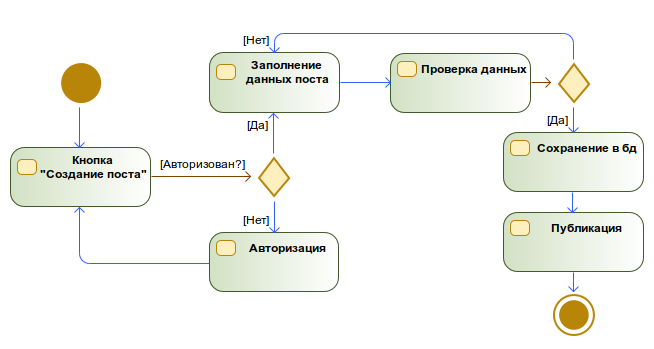 [Нет]
Заполнение
данных поста
Проверка данных
[Да]
[Да]
Кнопка
"Создание поста"
[Авторизован?]
Сохранение в бд
[Нет]
Авторизация
Публикация